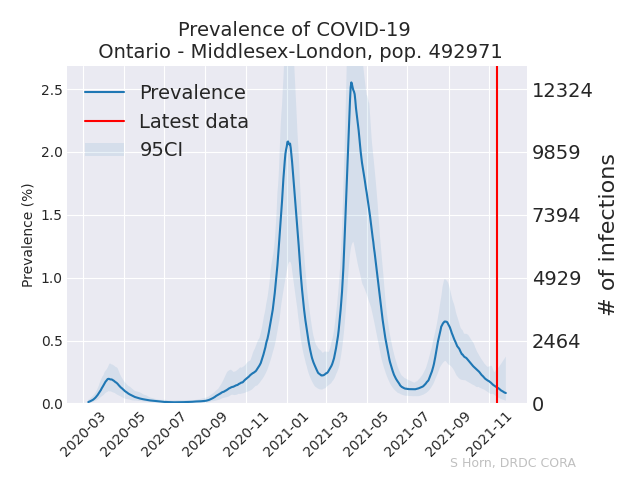 Prevalence of COVID-19
Ontario - Middlesex-London, pop. 492971
Prevalence
Latest data
95CI
Prevalence (%)
2.5
2.0
1.5
1.0
0.5
0.0
12324
9859
7394
4929
2464
0
# of infections
2020-03
2020-05
2020-07
2020-09
2020-11
2021-01
2021-03
2021-05
2021-07
2021-09
2021-11
S Horn, DRDC CORA